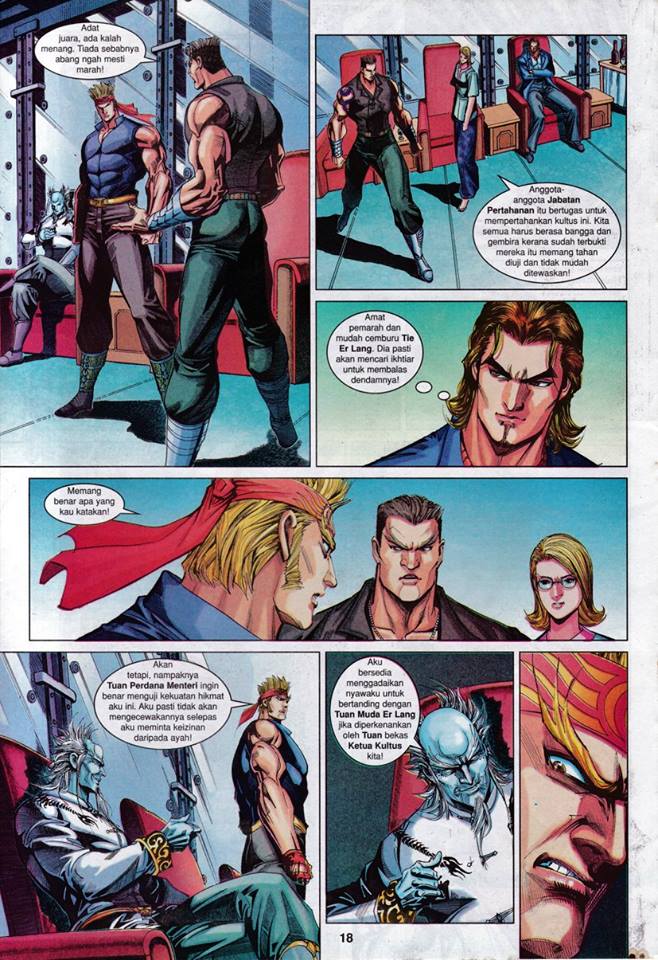 Adat
juara, ada kalah
menang. Tiada sebabnya
abang ngah mesti
marah!
Anggota-
anggota Jabatan
Pertahanan itu bertugas untuk
mempertahankan kultus ini. Kita
semua harus berasa bangga dan
gembira kerana sudah terbukti
mereka itu memang tahan
diuji dan tidak mudah
ditewaskan!
Amat
pemarah dan
mudah cemburu Tie
Er Lang. Dia pasti
akan mencari ikhtiar
untuk membalas
dendamnya!
Memang
benar apa yang
kau katakan!
Akan
tetapi, nampaknya
Tuan Perdana Menteri ingin
benar menguji kekuatan hikmat
aku ini. Aku pasti tidak akan
mengecewakannya selepas
aku meminta keizinan
daripada ayah!
Aku
bersedia
menggadaikan
nyawaku untuk
bertanding dengan
Tuan Muda Er Lang
jika diperkenankan
oleh Tuan bekas
Ketua Kultus
kita!
18